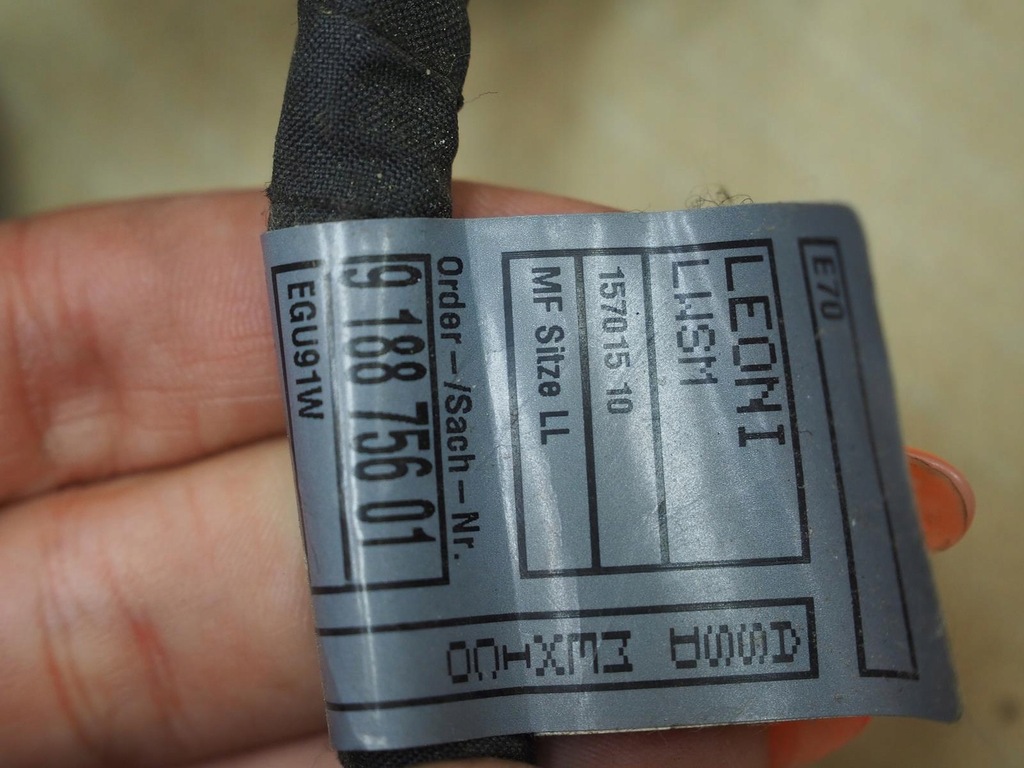 E70
LEONI
LWSM
157015 10
MF Sitze LL
Order-/Sach-Nr.
9 188 756 01
EGU91W